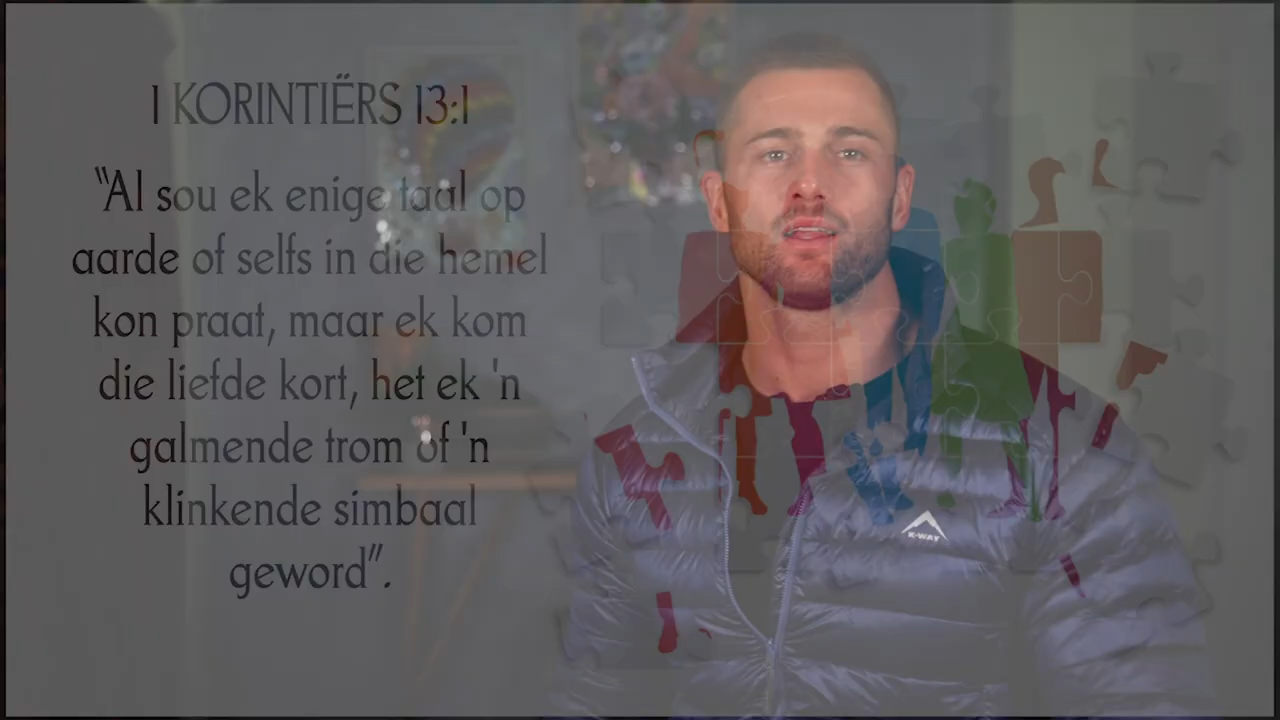 1 KORINTIËRS 13:1
“Al sou ek enige taal op
aarde of selfs in die hemel
kon praat, maar ek kom
die liefde kort, het ek 'n
galmende trom of 'n
klinkende simbaal
geword”.
K-WAY